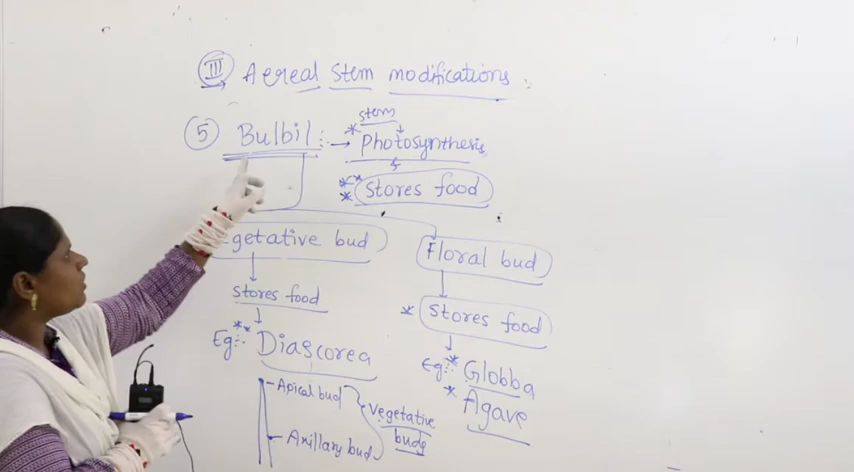 III Aereal Stem modifications :
stem
5 Bulbil : → * Photosynthesis
&
* * * Stores food
getative bud
Floral bud
Stores food
* Stores food
Eg :- ** Diascorea
Eg :- * Globba
* Agave
- Apical bud
Vegetative
buds
- Axillary bud